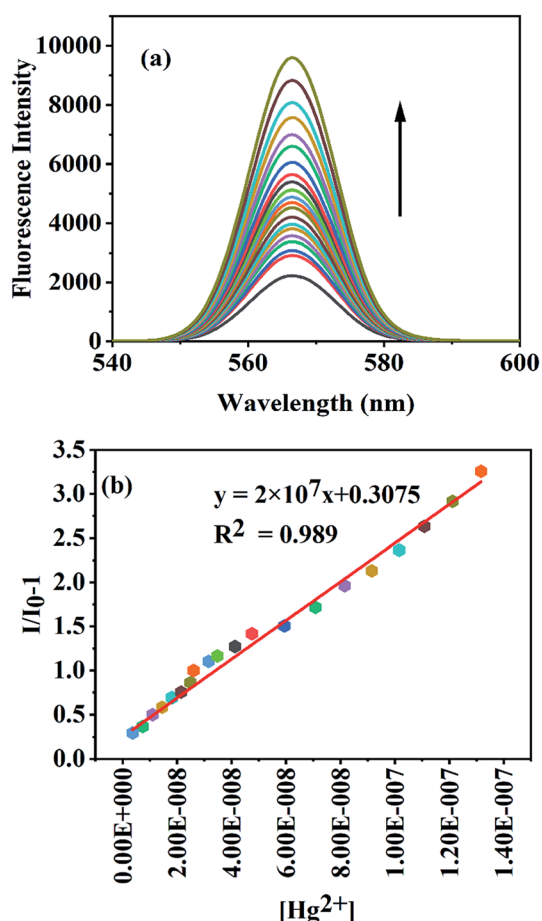 (a)
Fluorescence Intensity
10000
8000
6000
4000
2000
0
540 560 580 600
Wavelength (nm)
(b)
y = 2×10⁷x+0.3075
R² = 0.989
I/I₀-1
3.5
3.0
2.5
2.0
1.5
1.0
0.5
0.0
0.00E+000
2.00E-008
4.00E-008
6.00E-008
8.00E-008
1.00E-007
1.20E-007
1.40E-007
[Hg²⁺]